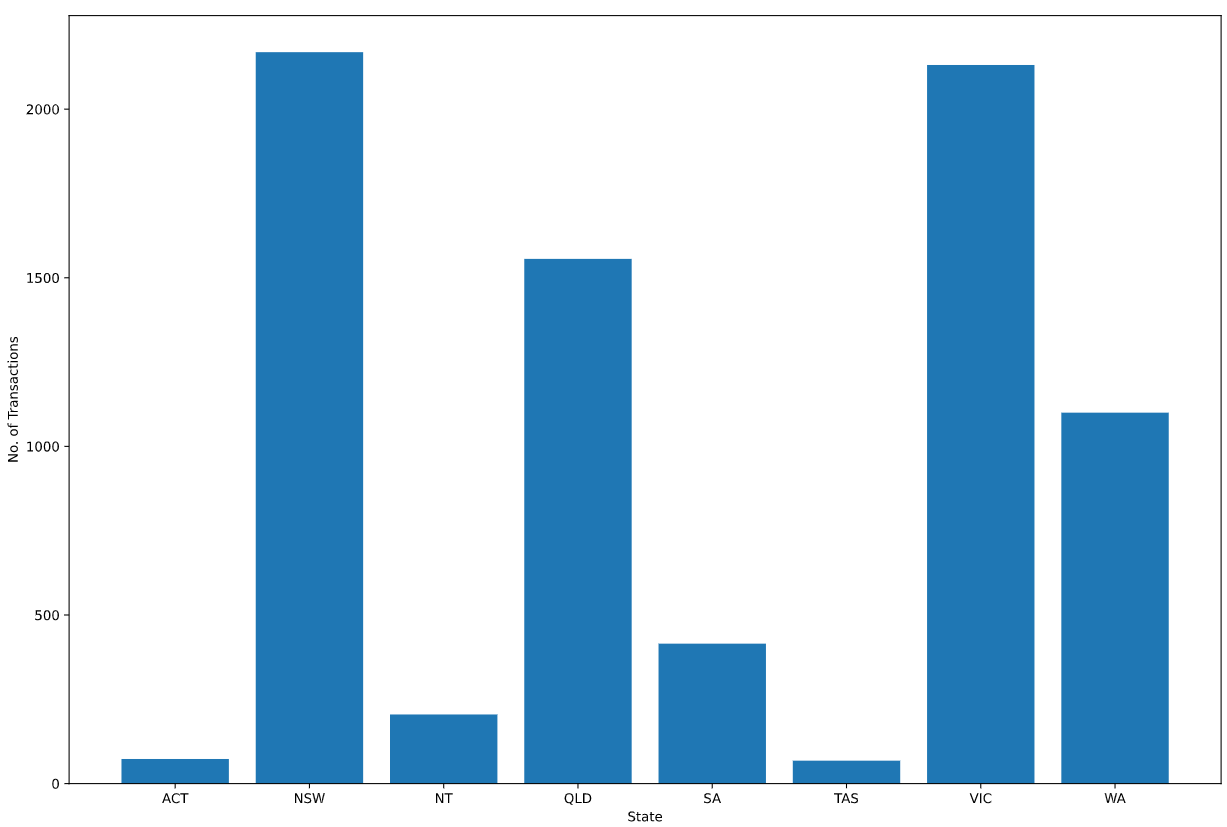 2000
1500
1000
500
0
No. of Transactions
ACT NSW NT QLD SA TAS VIC WA
State